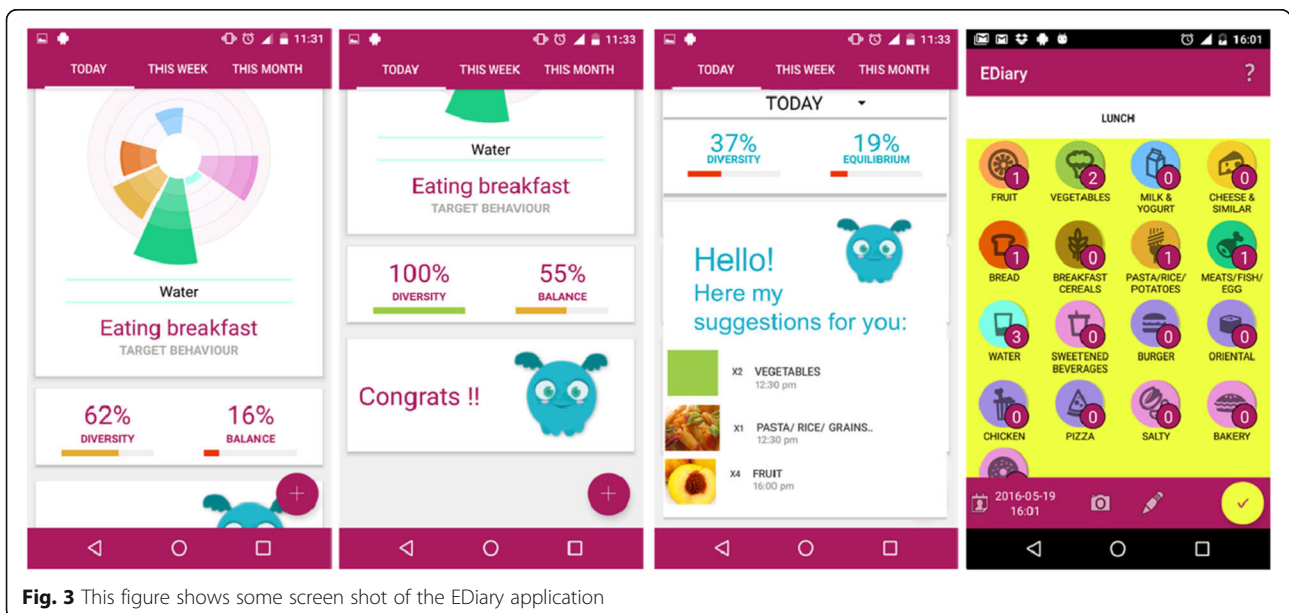 11:31
TODAY THIS WEEK THIS MONTH
Water
Eating breakfast
TARGET BEHAVIOUR
62% 16%
DIVERSITY BALANCE
+
11:33
TODAY THIS WEEK THIS MONTH
Water
Eating breakfast
TARGET BEHAVIOUR
100% 55%
DIVERSITY BALANCE
Congrats !!
+
11:33
TODAY THIS WEEK THIS MONTH
TODAY
37% 19%
DIVERSITY EQUILIBRIUM
Hello!
Here my
suggestions for you:
X2 VEGETABLES
12:30 pm
X1 PASTA/ RICE/ GRAINS..
12:30 pm
X4 FRUIT
16:00 pm
16:01
EDiary ?
LUNCH
1 2 0 0
FRUIT VEGETABLES MILK & YOGURT CHEESE & SIMILAR
1 0 1 1
BREAD BREAKFAST CEREALS PASTA/RICE/ POTATOES MEATS/FISH/ EGG
3 0 0 0
WATER SWEETENED BEVERAGES BURGER ORIENTAL
0 0 0 0
CHICKEN PIZZA SALTY BAKERY
2016-05-19
16:01
Fig. 3 This figure shows some screen shot of the EDiary application